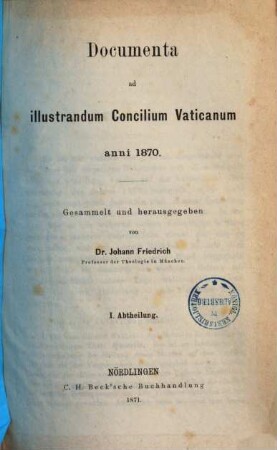 Documenta
ad
illustrandum Concilium Vaticanum
anni 1870.
Gesammelt und herausgegeben
von
Dr. Johann Friedrich
Professor der Theologie in München.
I. Abtheilung.
NÖRDLINGEN
C. H. Beck'sche Buchhandlung
1871.